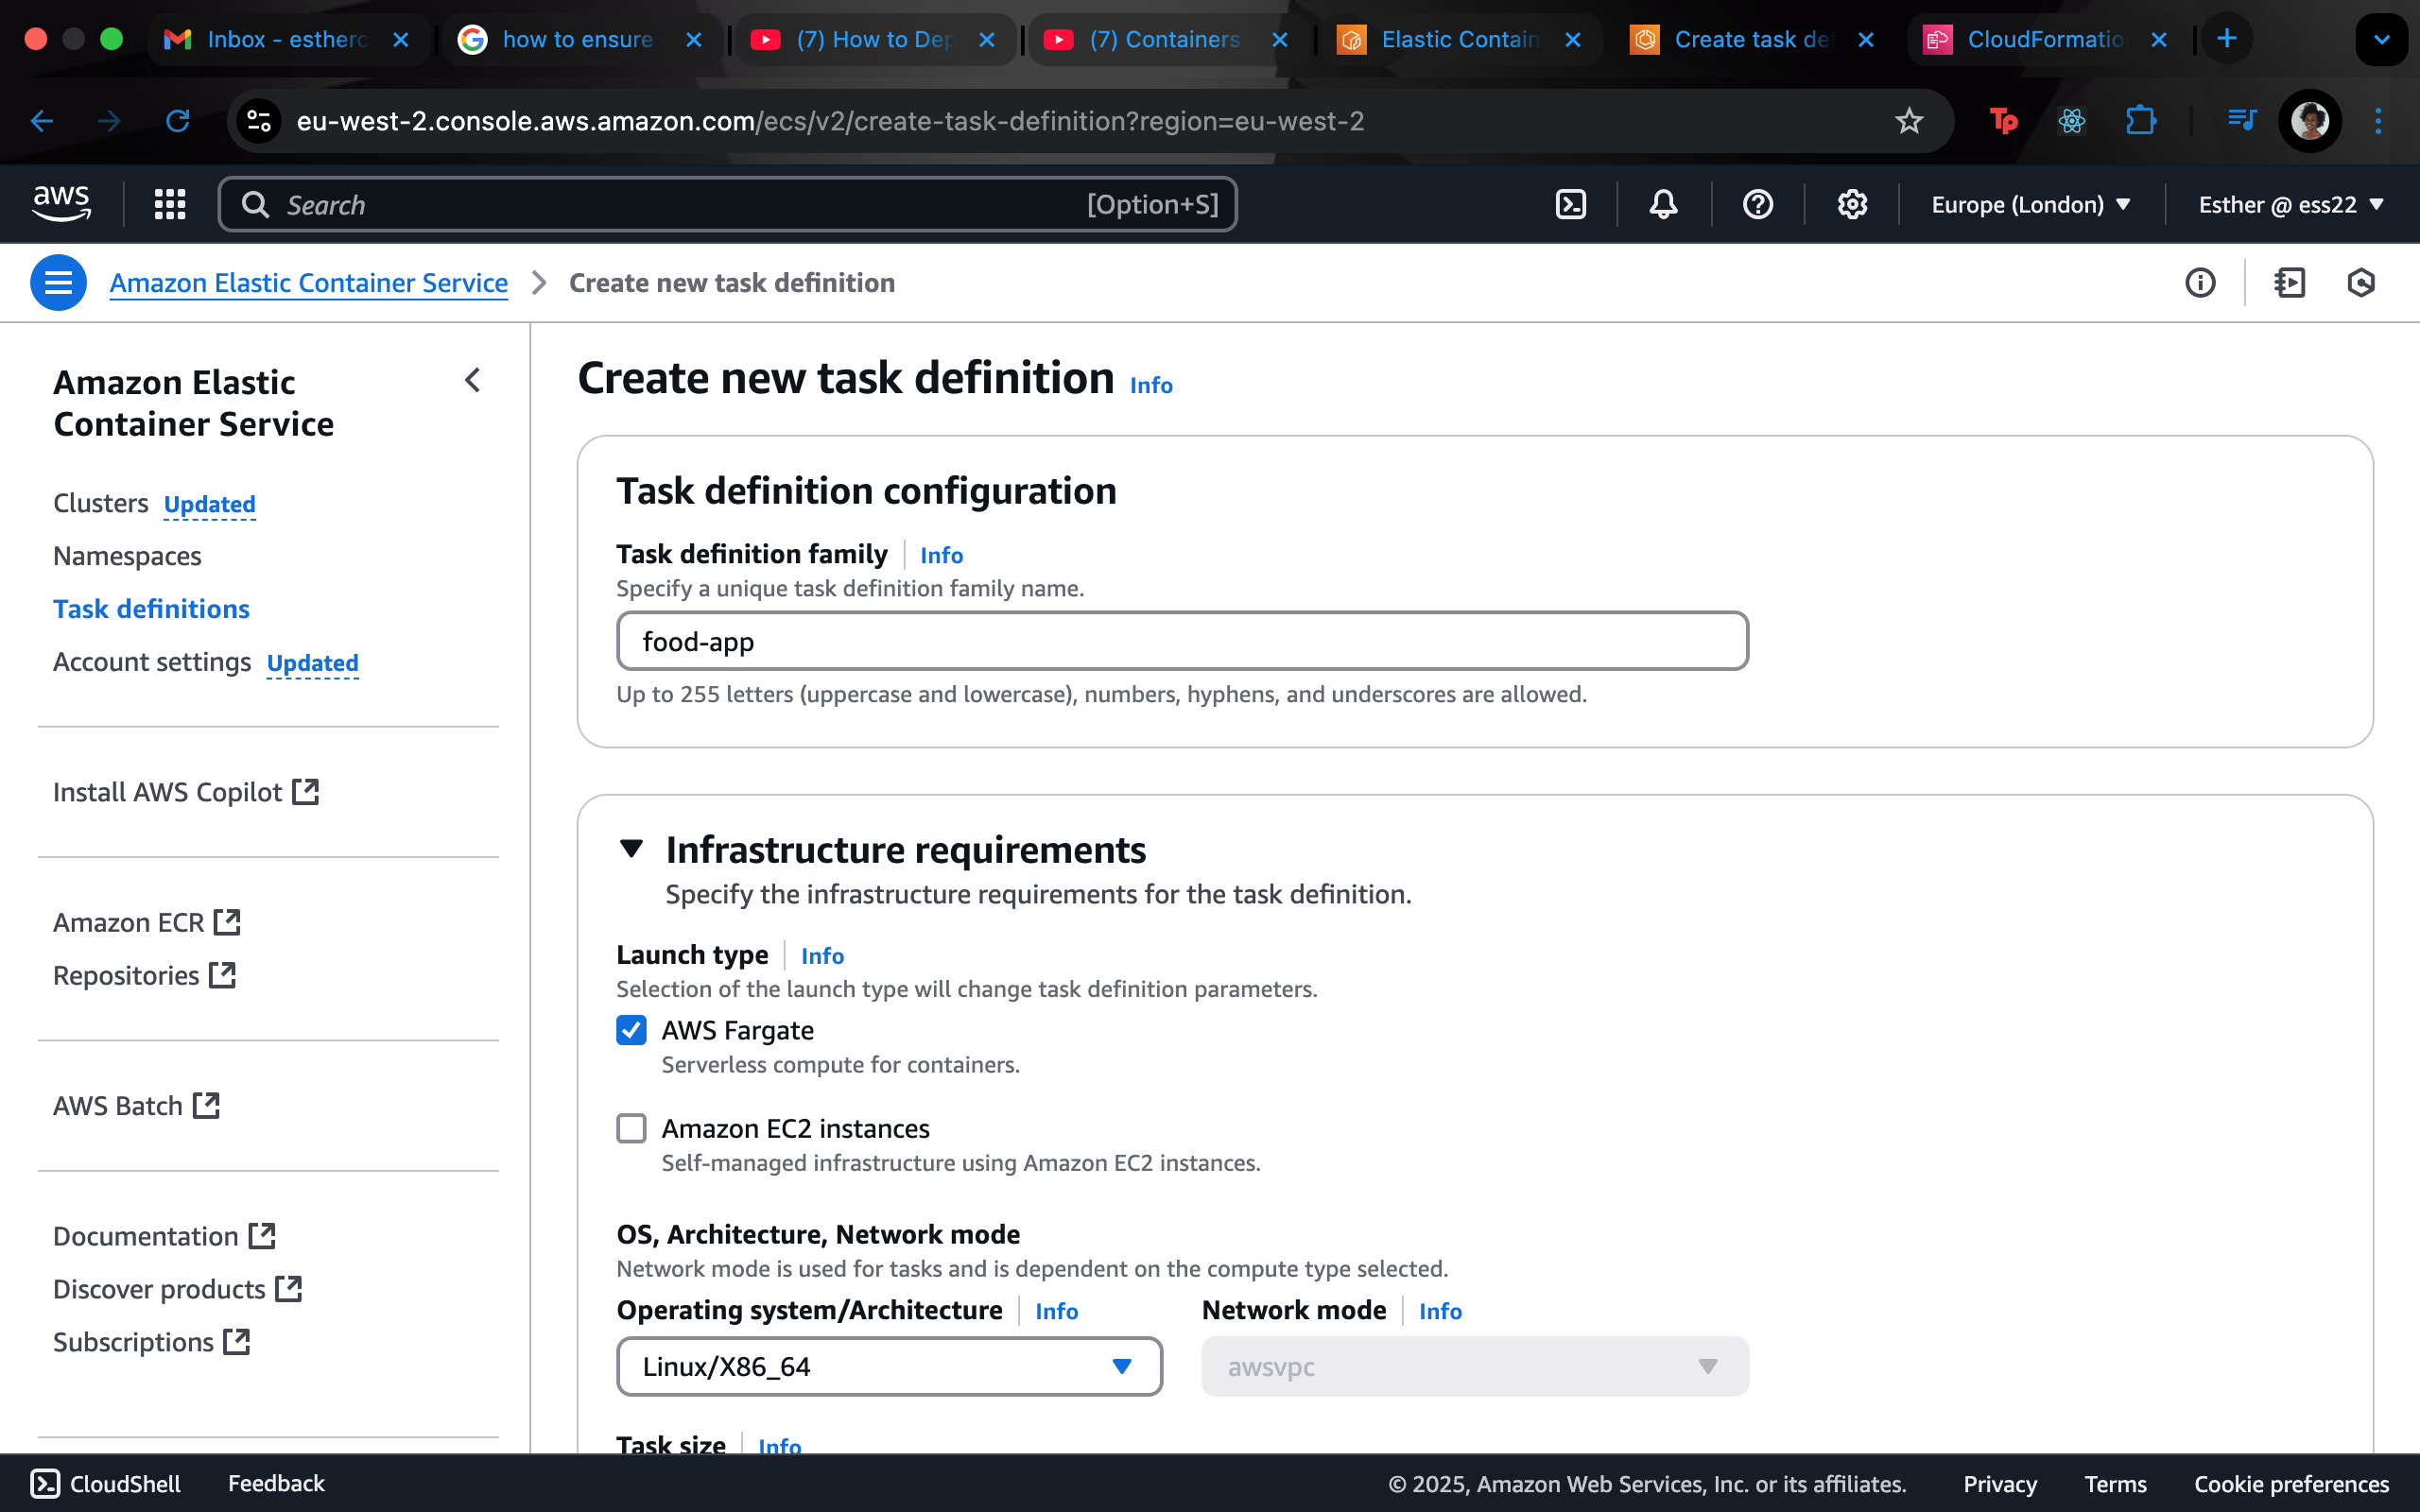 Inbox - estherc
how to ensure
(7) How to Dep
(7) Containers
Elastic Contain
Create task def
CloudFormatio
eu-west-2.console.aws.amazon.com/ecs/v2/create-task-definition?region=eu-west-2
Tp
aws
Search
[Option+S]
Europe (London)
Esther @ ess22
Amazon Elastic Container Service
Create new task definition
Amazon Elastic
Container Service
Clusters Updated
Namespaces
Task definitions
Account settings Updated
Install AWS Copilot
Amazon ECR
Repositories
AWS Batch
Documentation
Discover products
Subscriptions
Create new task definition Info
Task definition configuration
Task definition family Info
Specify a unique task definition family name.
food-app
Up to 255 letters (uppercase and lowercase), numbers, hyphens, and underscores are allowed.
Infrastructure requirements
Specify the infrastructure requirements for the task definition.
Launch type Info
Selection of the launch type will change task definition parameters.
AWS Fargate
Serverless compute for containers.
Amazon EC2 instances
Self-managed infrastructure using Amazon EC2 instances.
OS, Architecture, Network mode
Network mode is used for tasks and is dependent on the compute type selected.
Operating system/Architecture Info
Network mode Info
Linux/X86_64
awsvpc
Task size Info
CloudShell
Feedback
© 2025, Amazon Web Services, Inc. or its affiliates.
Privacy
Terms
Cookie preferences